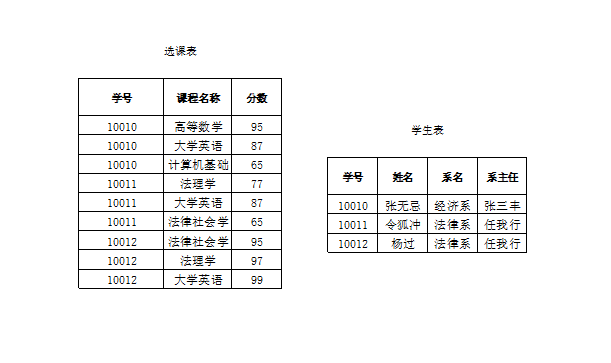 选课表
学号 课程名称 分数
10010 高等数学 95
10010 大学英语 87
10010 计算机基础 65
10011 法理学 77
10011 大学英语 87
10011 法律社会学 65
10012 法律社会学 95
10012 法理学 97
10012 大学英语 99
学生表
学号 姓名 系名 系主任
10010 张无忌 经济系 张三丰
10011 令狐冲 法律系 任我行
10012 杨过 法律系 任我行